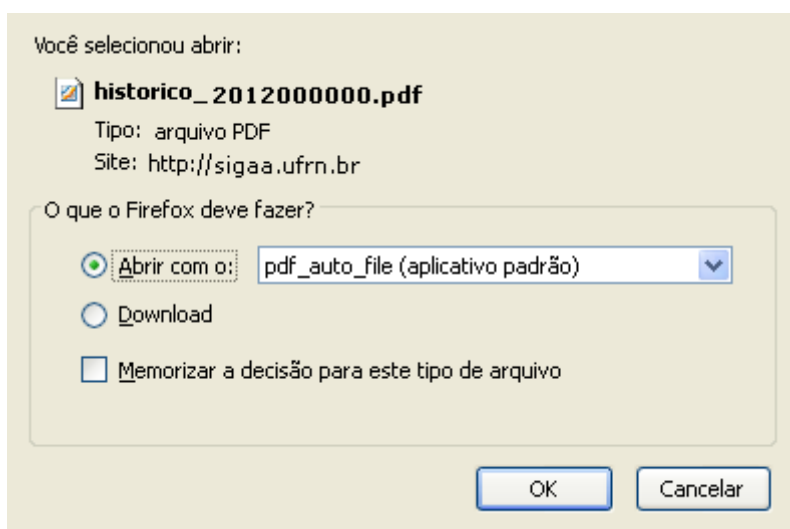 Você selecionou abrir:
historico_2012000000.pdf
Tipo: arquivo PDF
Site: http://sigaa.ufrn.br
O que o Firefox deve fazer?
Abrir com o: pdf_auto_file (aplicativo padrão)
Download
Memorizar a decisão para este tipo de arquivo
OK Cancelar